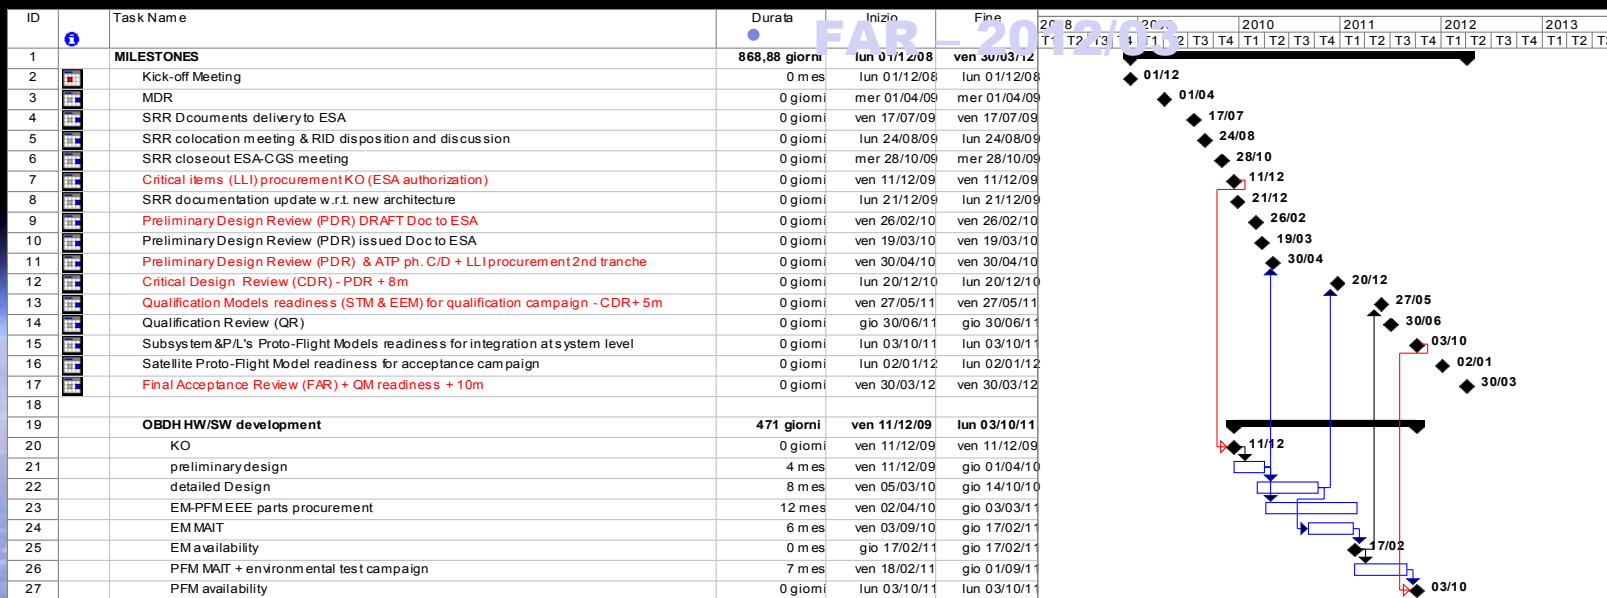 FAR – 2012/03
ID Task Name Durata Inizio Fine 2009 2010 2011 2012 2013
T1 T2 T3 T4 T1 T2 T3 T4 T1 T2 T3 T4 T1 T2 T3 T4 T1 T2 T3 T4 T1 T2
1 MILESTONES 868,88 giorni lun 01/12/08 ven 30/03/12
2 Kick-off Meeting 0 mes lun 01/12/08 lun 01/12/08 01/12
3 MDR 0 giorni mer 01/04/09 mer 01/04/09 01/04
4 SRR Dcouments delivery to ESA 0 giorni ven 17/07/09 ven 17/07/09 17/07
5 SRR colocation meeting & RID disposition and discussion 0 giorni lun 24/08/09 lun 24/08/09 24/08
6 SRR closeout ESA-CGS meeting 0 giorni mer 28/10/09 mer 28/10/09 28/10
7 Critical items (LLI) procurement KO (ESA authorization) 0 giorni ven 11/12/09 ven 11/12/09 11/12
8 SRR documentation update w.r.t. new architecture 0 giorni lun 21/12/09 lun 21/12/09 21/12
9 Preliminary Design Review (PDR) DRAFT Doc to ESA 0 giorni ven 26/02/10 ven 26/02/10 26/02
10 Preliminary Design Review (PDR) issued Doc to ESA 0 giorni ven 19/03/10 ven 19/03/10 19/03
11 Preliminary Design Review (PDR) & ATP ph. C/D + LLI procurement 2nd tranche 0 giorni ven 30/04/10 ven 30/04/10 30/04
12 Critical Design Review (CDR) - PDR + 8m 0 giorni lun 20/12/10 lun 20/12/10 20/12
13 Qualification Models readiness (STM & EEM) for qualification campaign - CDR+ 5m 0 giorni ven 27/05/11 ven 27/05/11 27/05
14 Qualification Review (QR) 0 giorni gio 30/06/11 gio 30/06/11 30/06
15 Subsystem&P/L's Proto-Flight Models readiness for integration at system level 0 giorni lun 03/10/11 lun 03/10/11 03/10
16 Satellite Proto-Flight Model readiness for acceptance campaign 0 giorni lun 02/01/12 lun 02/01/12 02/01
17 Final Acceptance Review (FAR) + QM readiness + 10m 0 giorni ven 30/03/12 ven 30/03/12 30/03
18
19 OBDH HW/SW development 471 giorni ven 11/12/09 lun 03/10/11
20 KO 0 giorni ven 11/12/09 ven 11/12/09 11/12
21 preliminary design 4 mes ven 11/12/09 gio 01/04/10
22 detailed Design 8 mes ven 05/03/10 gio 14/10/10
23 EM-PFM EEE parts procurement 12 mes ven 02/04/10 gio 03/03/11
24 EM MAIT 6 mes ven 03/09/10 gio 17/02/11
25 EM availability 0 mes gio 17/02/11 gio 17/02/11 17/02
26 PFM MAIT + environmental test campaign 7 mes ven 18/02/11 gio 01/09/11
27 PFM availability 0 giorni lun 03/10/11 lun 03/10/11 03/10